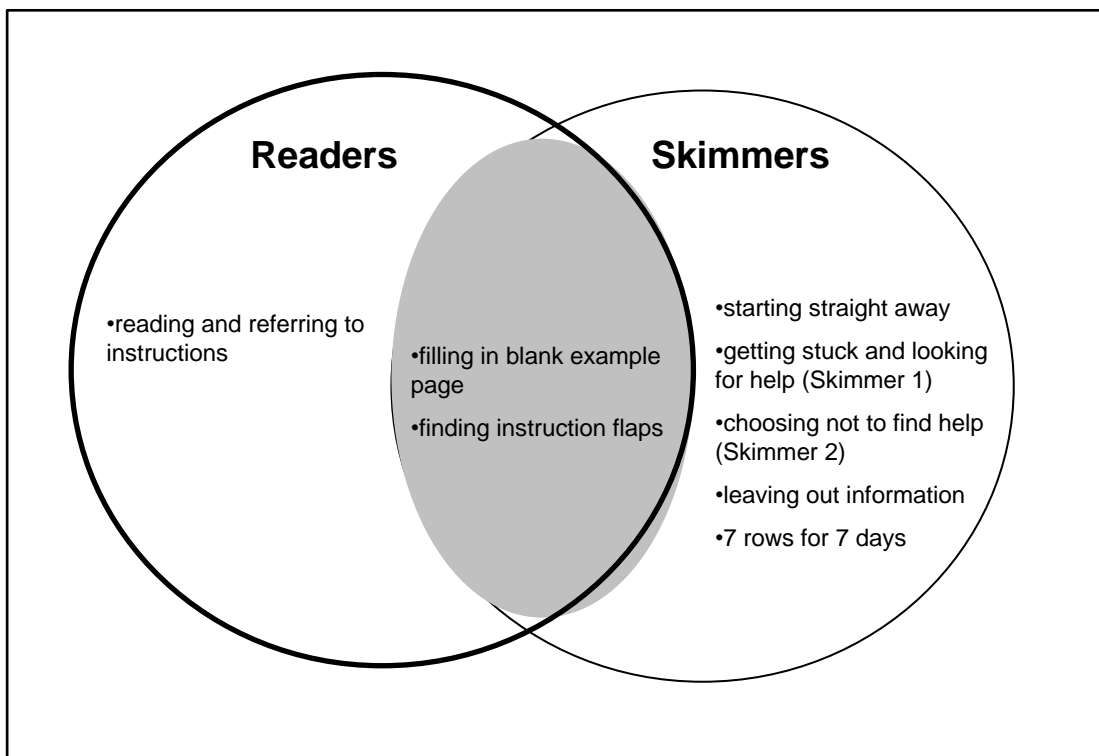 Readers
Skimmers
•reading and referring to
instructions
•filling in blank example
page
•finding instruction flaps
•starting straight away
•getting stuck and looking
for help (Skimmer 1)
•choosing not to find help
(Skimmer 2)
•leaving out information
•7 rows for 7 days